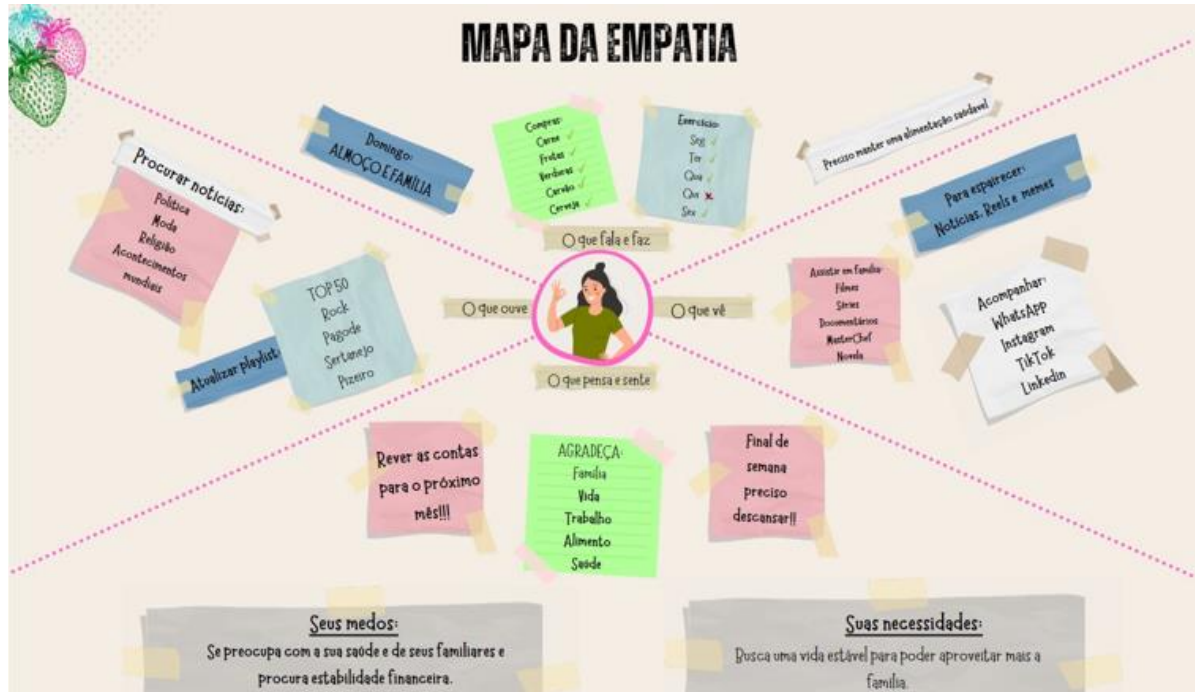 MAPA DA EMPATIA
Procurar notícias:
Política
Moda
Religião
Acontecimentos
mundiais
Domingo:
ALMOÇO E FAMÍLIA
Compras:
Carne ✓
Frutas ✓
Verduras ✓
Carvão ✓
Cerveja ✓
Exercício:
Seg ✓
Ter ✓
Qua ✓
Qui ✗
Sex ✓
Preciso manter uma alimentação saudável
Para espairecer:
Notícias, Reels e memes
O que fala e faz
O que ouve
O que vê
O que pensa e sente
Atualizar playlist:
TOP 50
Rock
Pagode
Sertanejo
Pizeiro
Assistir em família:
Filmes
Séries
Documentários
MasterChef
Novela
Acompanhar:
WhatsApp
Instagram
TikTok
Linkedin
Rever as contas
para o próximo
mês!!!
AGRADEÇA:
Família
Vida
Trabalho
Alimento
Saúde
Final de
semana
preciso
descansar!!
Seus medos:
Se preocupa com a sua saúde e de seus familiares e
procura estabilidade financeira.
Suas necessidades:
Busca uma vida estável para poder aproveitar mais a
família.